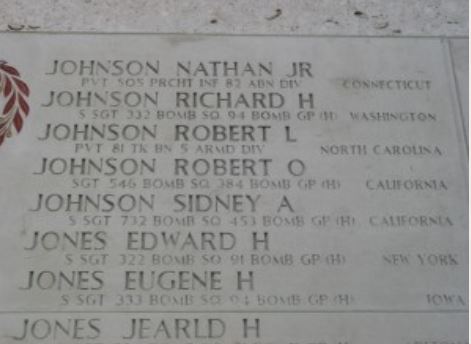 JOHNSON NATHAN JR
PVT 505 PRCHT INF 82 ABN DIV CONNECTICUT
JOHNSON RICHARD H
S SGT 332 BOMB SQ 94 BOMB GP (H) WASHINGTON
JOHNSON ROBERT L
PVT 81 TK BN 5 ARMD DIV NORTH CAROLINA
JOHNSON ROBERT O
SGT 546 BOMB SQ 384 BOMB GP (H) CALIFORNIA
JOHNSON SIDNEY A
S SGT 732 BOMB SQ 453 BOMB GP (H) CALIFORNIA
JONES EDWARD H
S SGT 322 BOMB SQ 91 BOMB GP (H) NEW YORK
JONES EUGENE H
S SGT 333 BOMB SQ 94 BOMB GP (H) IOWA
JONES JEARLD H